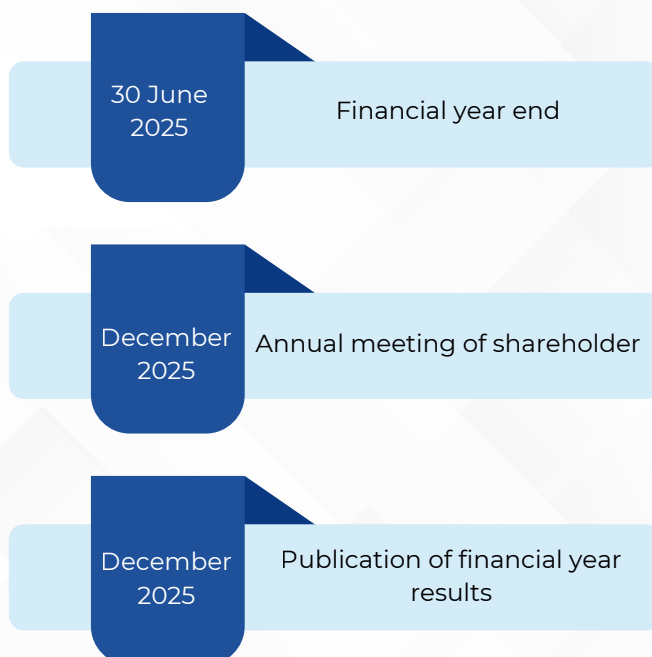 30 June
2025
Financial year end
December
2025
Annual meeting of shareholder
December
2025
Publication of financial year
results